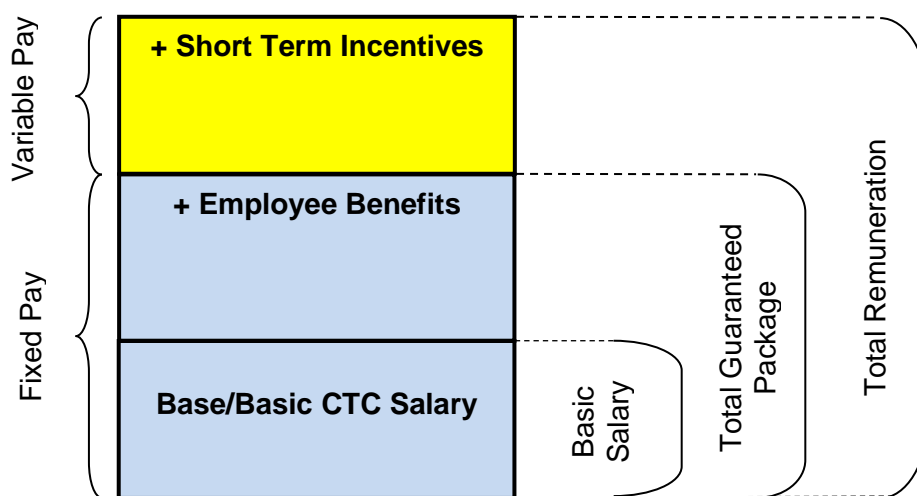 Variable Pay
Fixed Pay
+ Short Term Incentives
+ Employee Benefits
Base/Basic CTC Salary
Basic
Salary
Total Guaranteed
Package
Total Remuneration